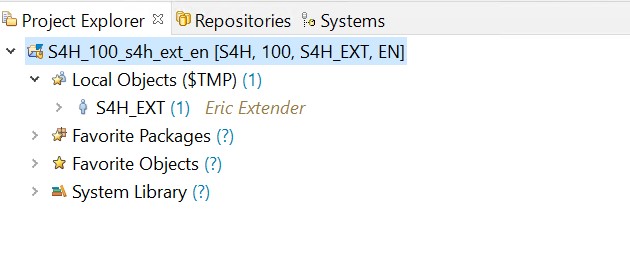 Project Explorer Repositories Systems
S4H_100_s4h_ext_en [S4H, 100, S4H_EXT, EN]
Local Objects ($TMP) (1)
S4H_EXT (1) Eric Extender
Favorite Packages (?)
Favorite Objects (?)
System Library (?)